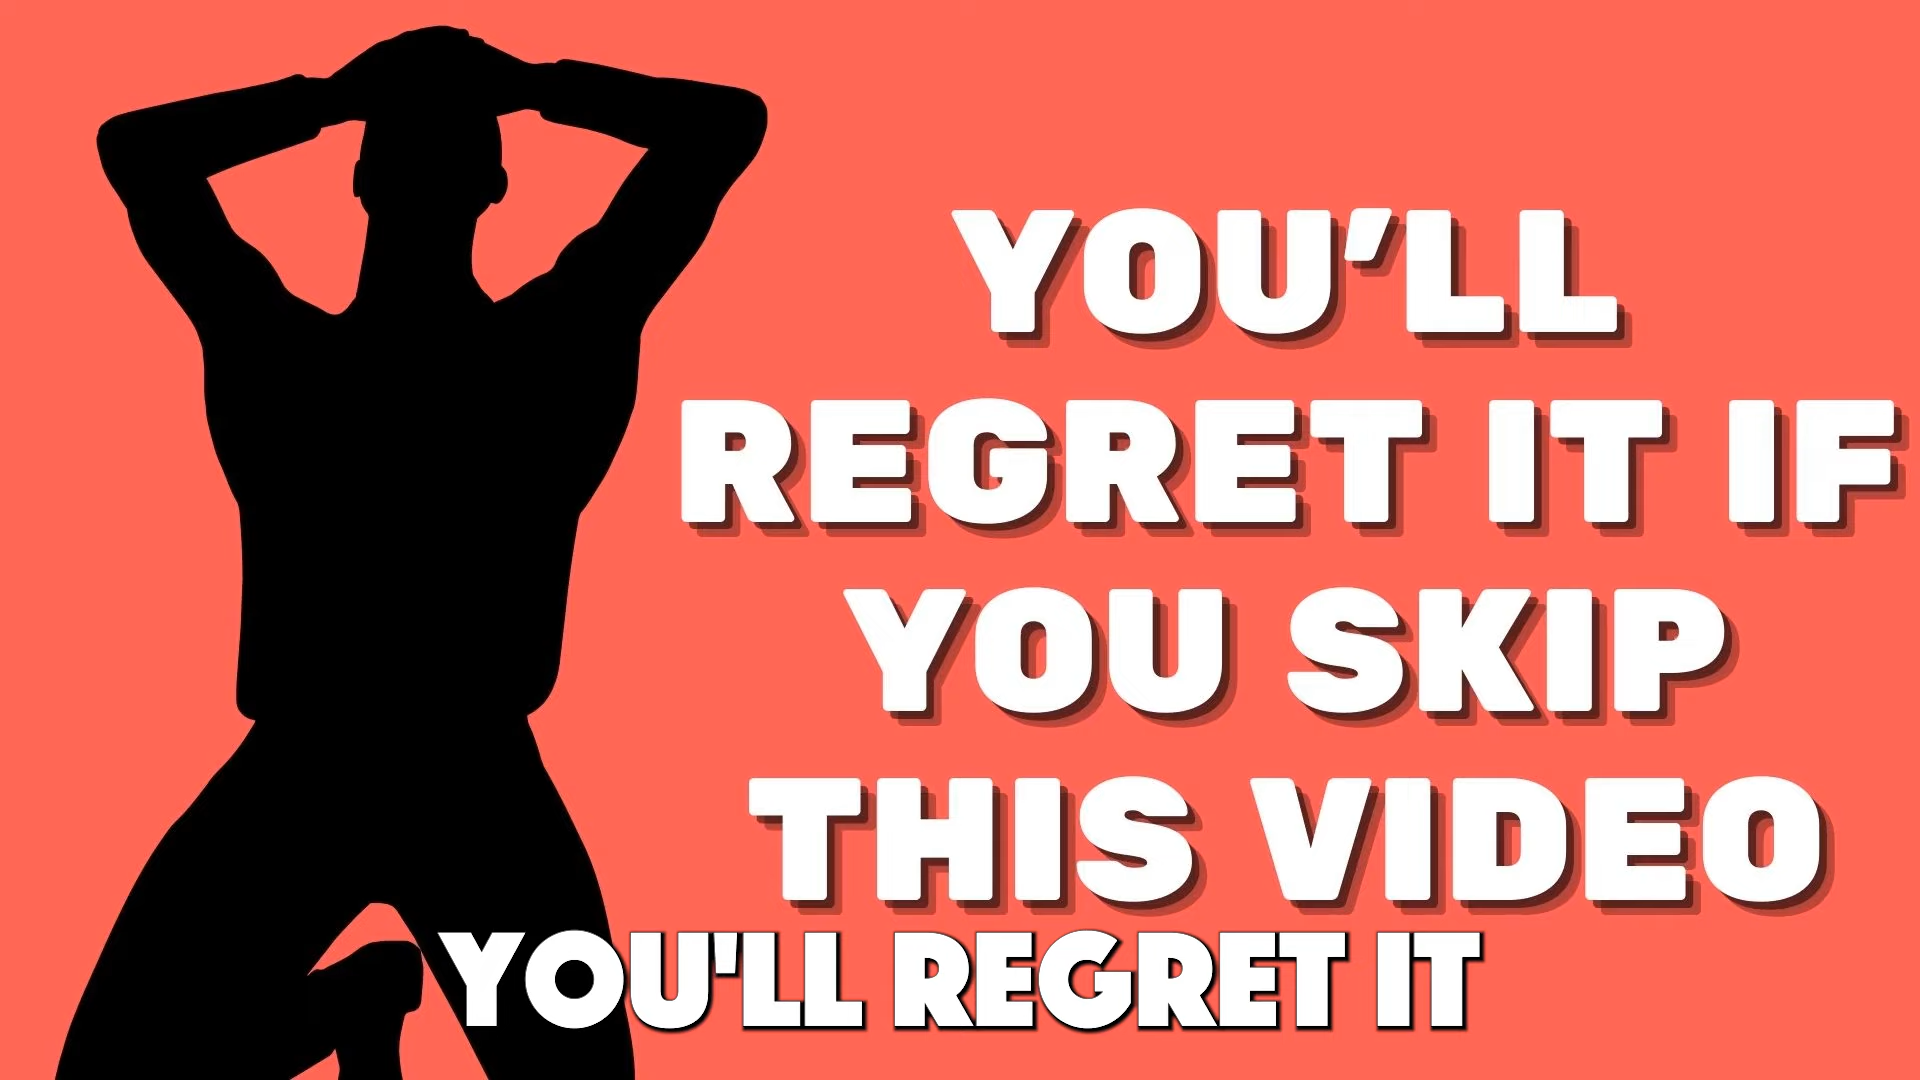 YOU’LL
REGRET IT IF
YOU SKIP
THIS VIDEO
YOU'LL REGRET IT